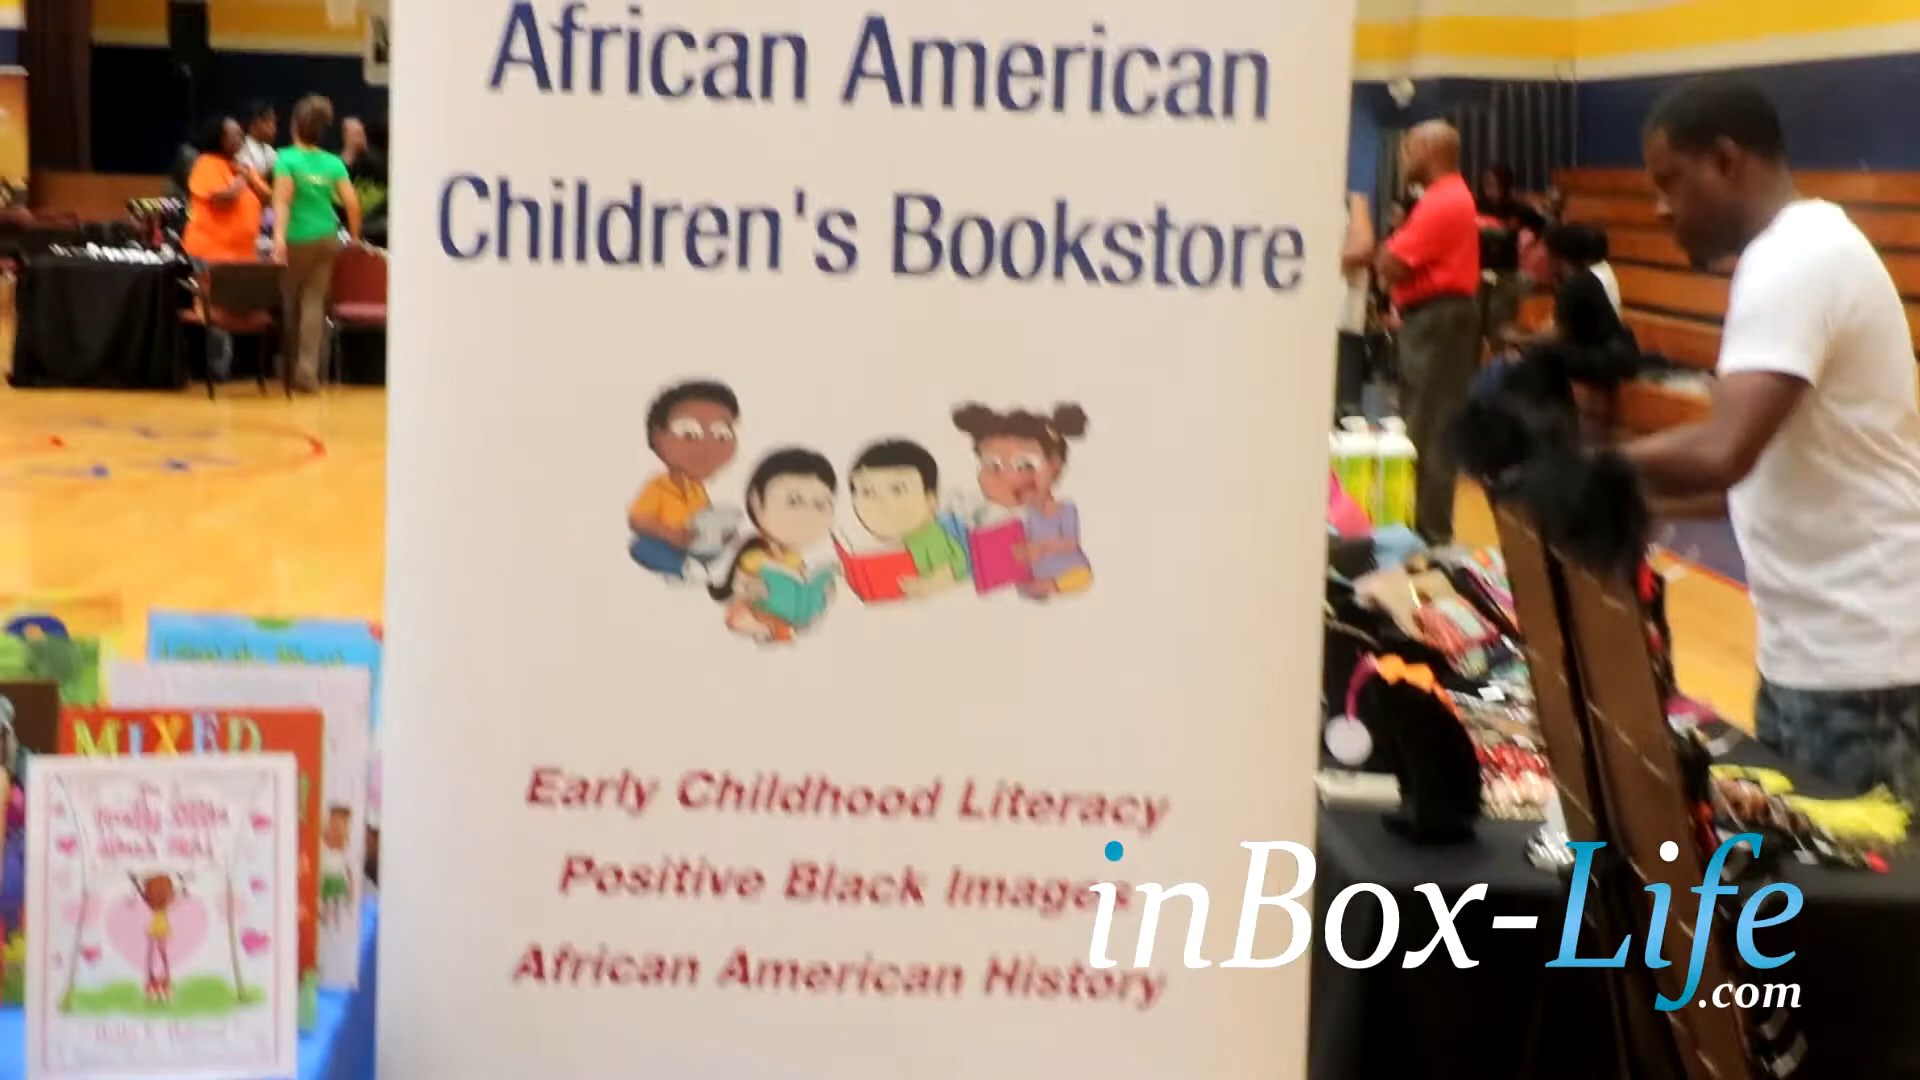 African American
Children's Bookstore
Early Childhood Literacy
Positive Black Images
African American History
MIXED
inBox-Life
.com